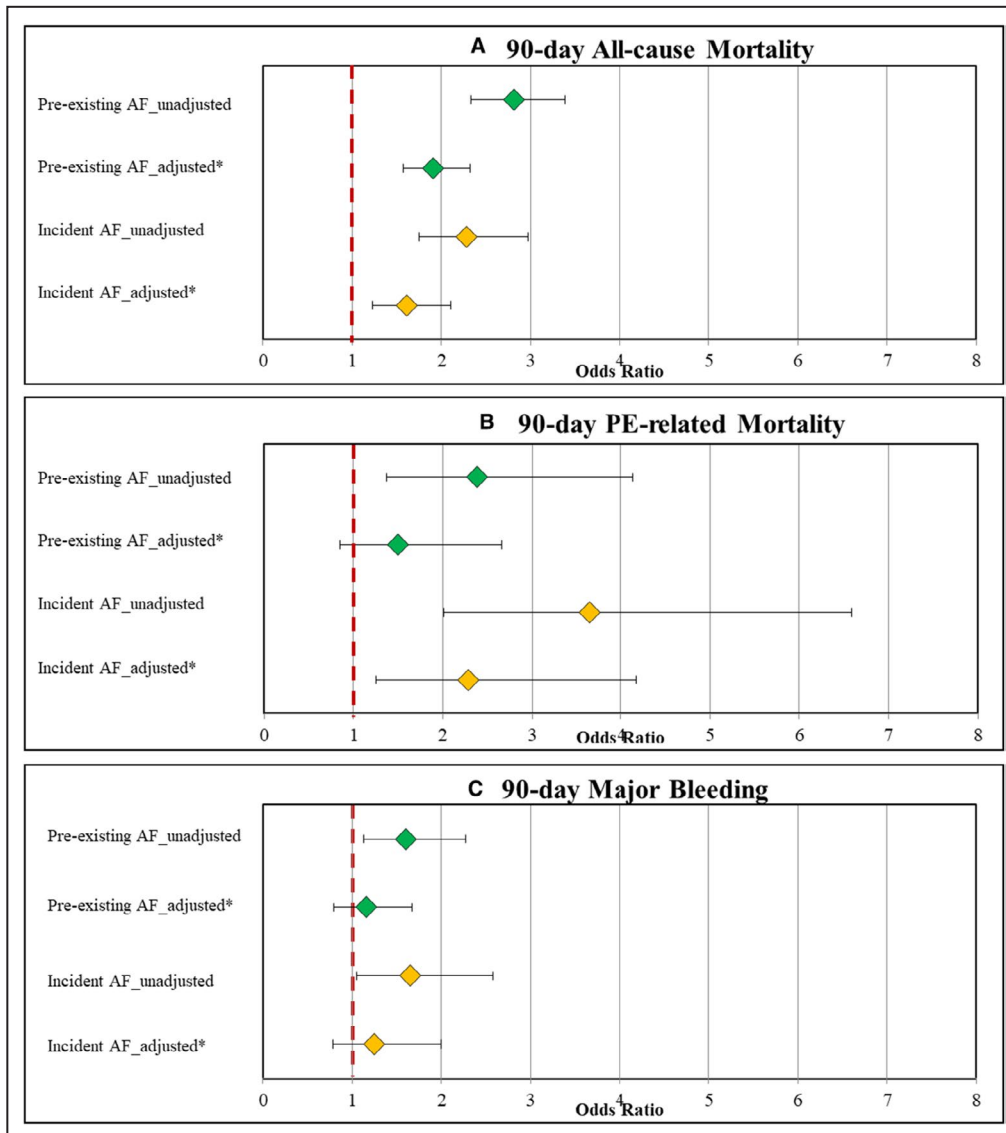 A 90-day All-cause Mortality
Pre-existing AF_unadjusted
Pre-existing AF_adjusted*
Incident AF_unadjusted
Incident AF_adjusted*
0 1 2 3 4 5 6 7 8
Odds Ratio
B 90-day PE-related Mortality
Pre-existing AF_unadjusted
Pre-existing AF_adjusted*
Incident AF_unadjusted
Incident AF_adjusted*
0 1 2 3 4 5 6 7 8
Odds Ratio
C 90-day Major Bleeding
Pre-existing AF_unadjusted
Pre-existing AF_adjusted*
Incident AF_unadjusted
Incident AF_adjusted*
0 1 2 3 4 5 6 7 8
Odds Ratio